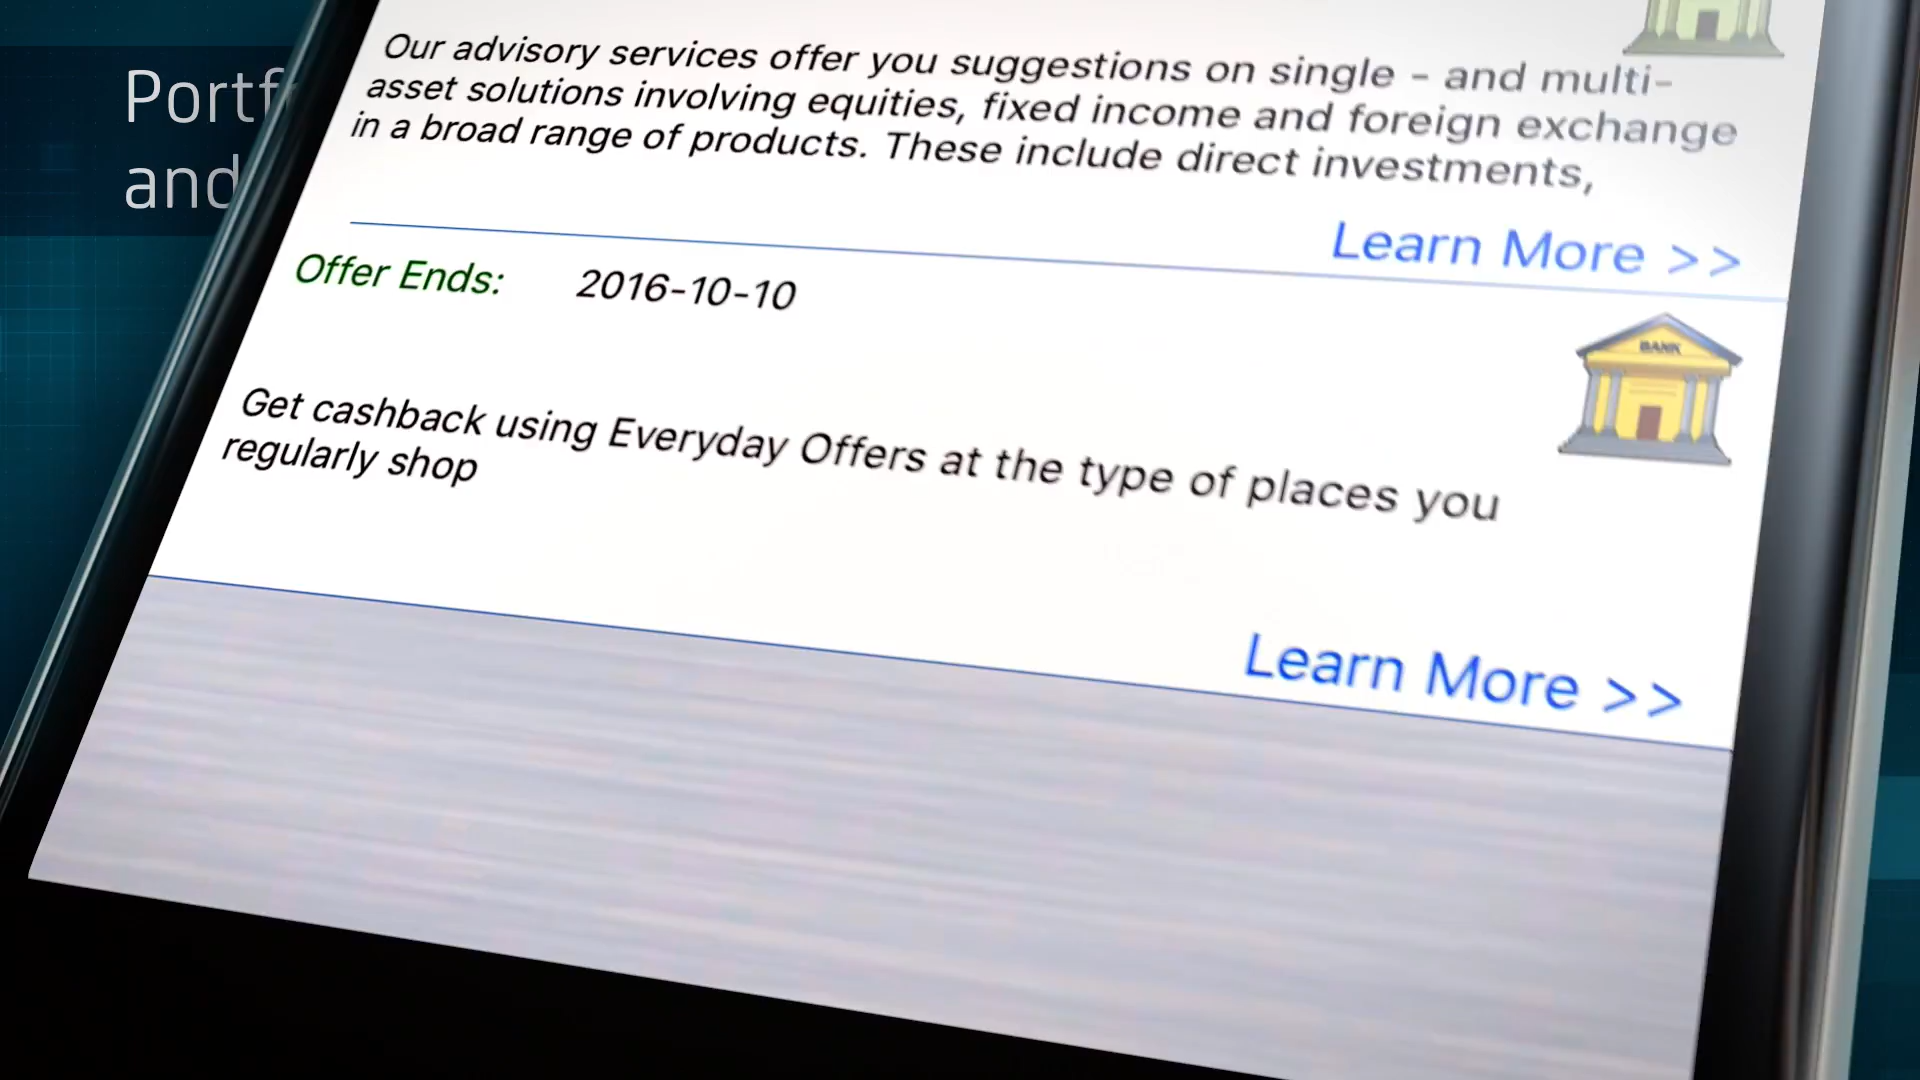 Portf
and
Our advisory services offer you suggestions on single - and multi-
asset solutions involving equities, fixed income and foreign exchange
in a broad range of products. These include direct investments,
Learn More >>
Offer Ends: 2016-10-10
BANK
Get cashback using Everyday Offers at the type of places you
regularly shop
Learn More >>